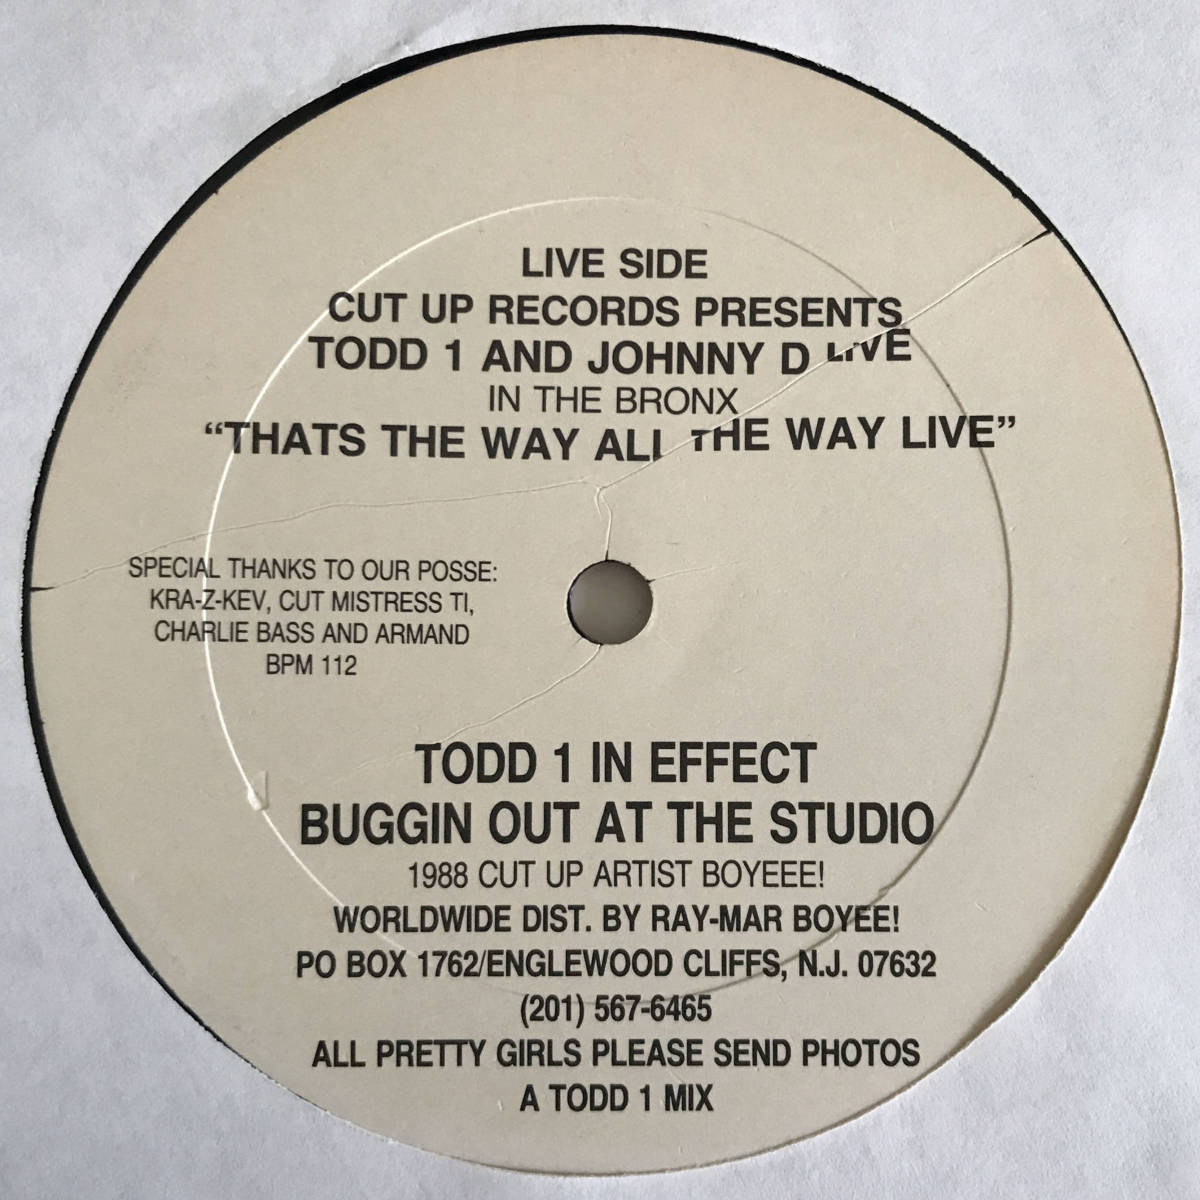 LIVE SIDE
CUT UP RECORDS PRESENTS
TODD 1 AND JOHNNY D LIVE
IN THE BRONX
“THATS THE WAY ALL THE WAY LIVE”
SPECIAL THANKS TO OUR POSSE:
KRA-Z-KEV, CUT MISTRESS TI,
CHARLIE BASS AND ARMAND
BPM 112
TODD 1 IN EFFECT
BUGGIN OUT AT THE STUDIO
1988 CUT UP ARTIST BOYEEE!
WORLDWIDE DIST. BY RAY-MAR BOYEE!
PO BOX 1762/ENGLEWOOD CLIFFS, N.J. 07632
(201) 567-6465
ALL PRETTY GIRLS PLEASE SEND PHOTOS
A TODD 1 MIX